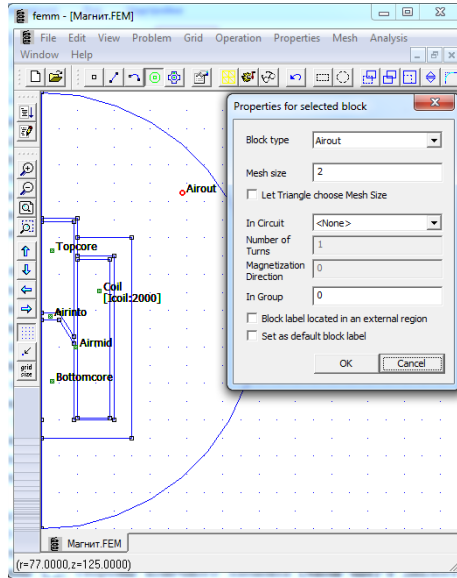 femm - [Магнит.FEM]
File Edit View Problem Grid Operation Properties Mesh Analysis
Window Help
Properties for selected block
Block type Airout
Mesh size 2
Let Triangle choose Mesh Size
In Circuit <None>
Number of Turns 1
Magnetization Direction 0
In Group 0
Block label located in an external region
Set as default block label
OK Cancel
Airout
Topcore
Coil
[Icoil:2000]
Airinto
Airmid
Bottomcore
grid
size
Магнит.FEM
(r=77.0000,z=125.0000)